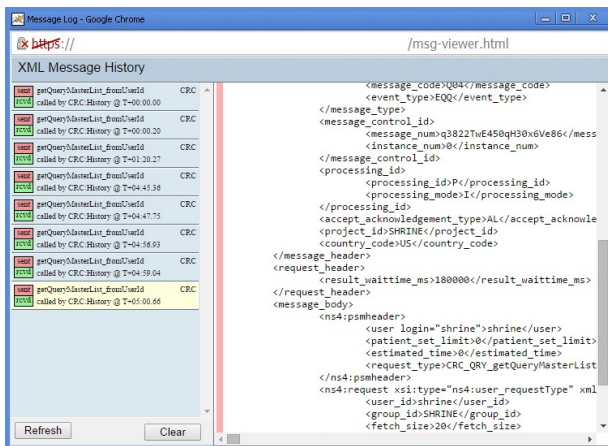 Message Log - Google Chrome
https:// /msg-viewer.html
XML Message History
sent getQueryMasterList_fromUserId CRC
rcvd called by CRC:History @ T+00:00.00
sent getQueryMasterList_fromUserId CRC
rcvd called by CRC:History @ T+00:00.20
sent getQueryMasterList_fromUserId CRC
rcvd called by CRC:History @ T+01:20.27
sent getQueryMasterList_fromUserId CRC
rcvd called by CRC:History @ T+04:45.36
sent getQueryMasterList_fromUserId CRC
rcvd called by CRC:History @ T+04:47.75
sent getQueryMasterList_fromUserId CRC
rcvd called by CRC:History @ T+04:56.93
sent getQueryMasterList_fromUserId CRC
rcvd called by CRC:History @ T+04:59.04
sent getQueryMasterList_fromUserId CRC
rcvd called by CRC:History @ T+05:00.66
Refresh
Clear
<message_code>Q04</message_code>
<event_type>EQQ</event_type>
</message_type>
<message_control_id>
<message_num>q3822TwE450qH30x6Ve86</mess
<instance_num>0</instance_num>
</message_control_id>
<processing_id>
<processing_id>P</processing_id>
<processing_mode>I</processing_mode>
</processing_id>
<accept_acknowledgement_type>AL</accept_acknowle
<project_id>SHRINE</project_id>
<country_code>US</country_code>
</message_header>
<request_header>
<result_waittime_ms>180000</result_waittime_ms>
</request_header>
<message_body>
<ns4:psmheader>
<user login="shrine">shrine</user>
<patient_set_limit>0</patient_set_limit>
<estimated_time>0</estimated_time>
<request_type>CRC_QRY_getQueryMasterList
</ns4:psmheader>
<ns4:request xsi:type="ns4:user_requestType" xml
<user_id>shrine</user_id>
<group_id>SHRINE</group_id>
<fetch_size>20</fetch_size>